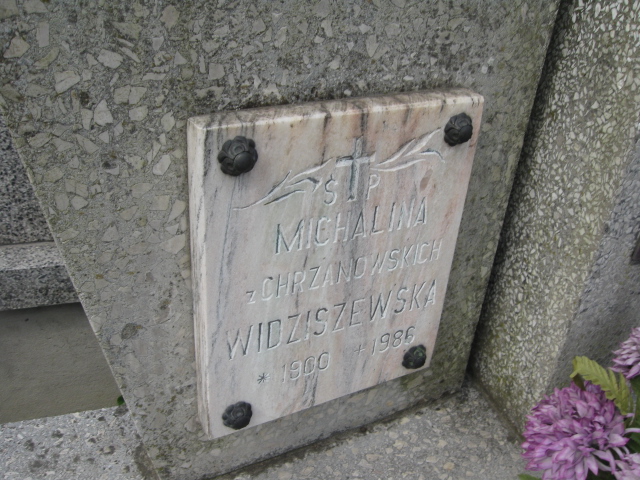 Ś P
MICHALINA
z CHRZANOWSKICH
WIDZISZEWSKA
* 1900 + 1986